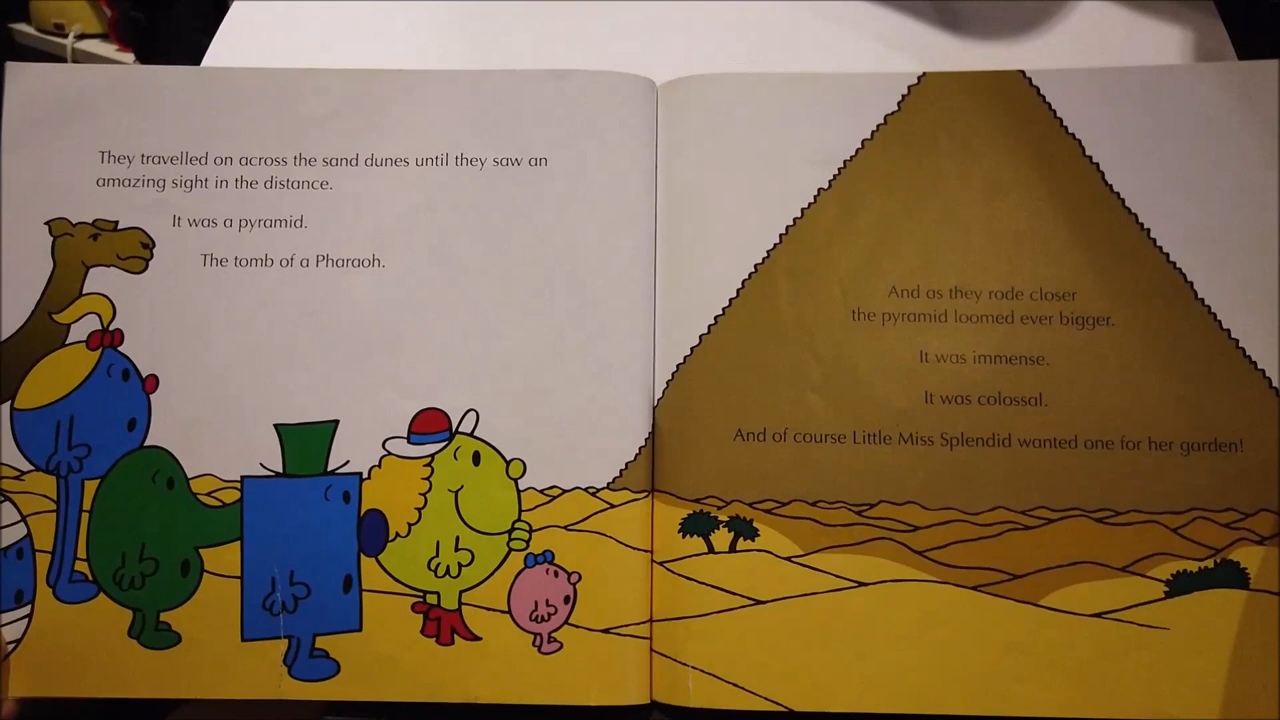 They travelled on across the sand dunes until they saw an
amazing sight in the distance.
It was a pyramid.
The tomb of a Pharaoh.
And as they rode closer
the pyramid loomed ever bigger.
It was immense.
It was colossal.
And of course Little Miss Splendid wanted one for her garden!